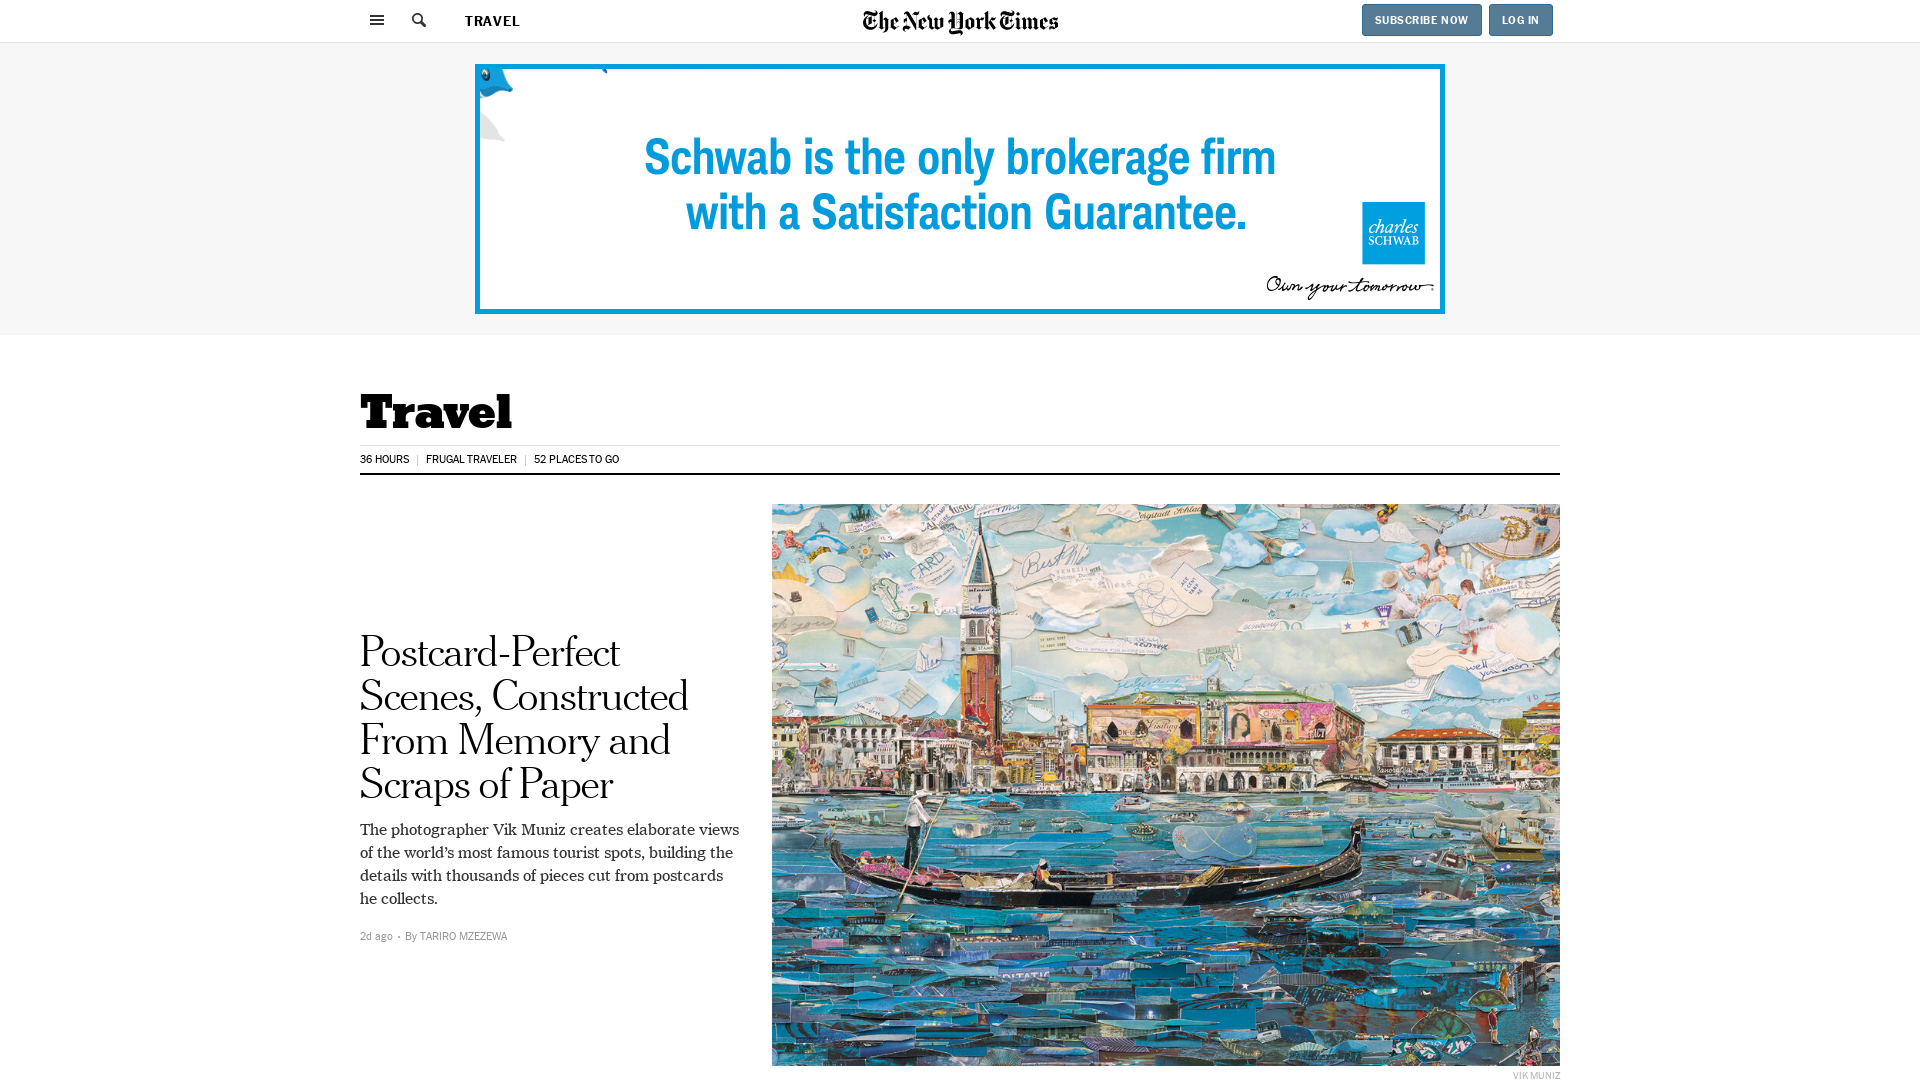 TRAVEL
The New York Times
SUBSCRIBE NOW
LOG IN
Schwab is the only brokerage firm
with a Satisfaction Guarantee.
charles
SCHWAB
Own your tomorrow.
Travel
36 HOURS
FRUGAL TRAVELER
52 PLACES TO GO
Postcard-Perfect
Scenes, Constructed
From Memory and
Scraps of Paper
The photographer Vik Muniz creates elaborate views
of the world’s most famous tourist spots, building the
details with thousands of pieces cut from postcards
he collects.
2d ago • By TARIRO MZEZEWA
CARD
VIK MUNIZ